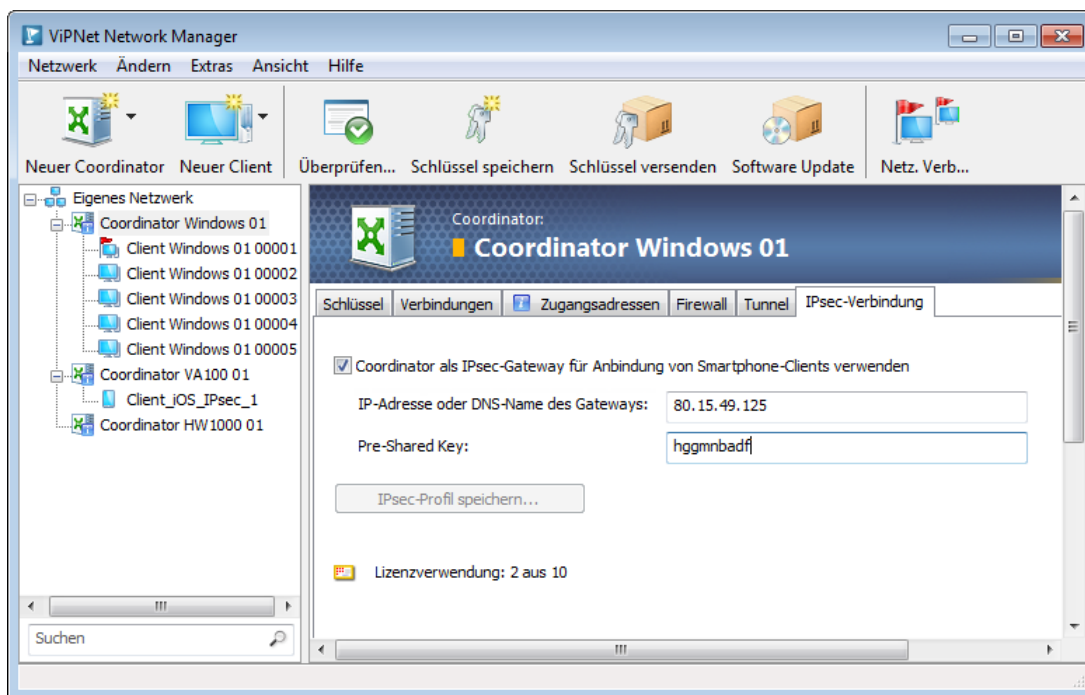 ViPNet Network Manager
Netzwerk Ändern Extras Ansicht Hilfe
Neuer Coordinator Neuer Client Überprüfen... Schlüssel speichern Schlüssel versenden Software Update Netz. Verb...
Eigenes Netzwerk
Coordinator Windows 01
Client Windows 01 00001
Client Windows 01 00002
Client Windows 01 00003
Client Windows 01 00004
Client Windows 01 00005
Coordinator VA100 01
Client_iOS_IPsec_1
Coordinator HW1000 01
Suchen
Coordinator:
Coordinator Windows 01
Schlüssel Verbindungen Zugangsadressen Firewall Tunnel IPsec-Verbindung
Coordinator als IPsec-Gateway für Anbindung von Smartphone-Clients verwenden
IP-Adresse oder DNS-Name des Gateways: 80.15.49.125
Pre-Shared Key: hggmnbadf
IPsec-Profil speichern...
Lizenzverwendung: 2 aus 10